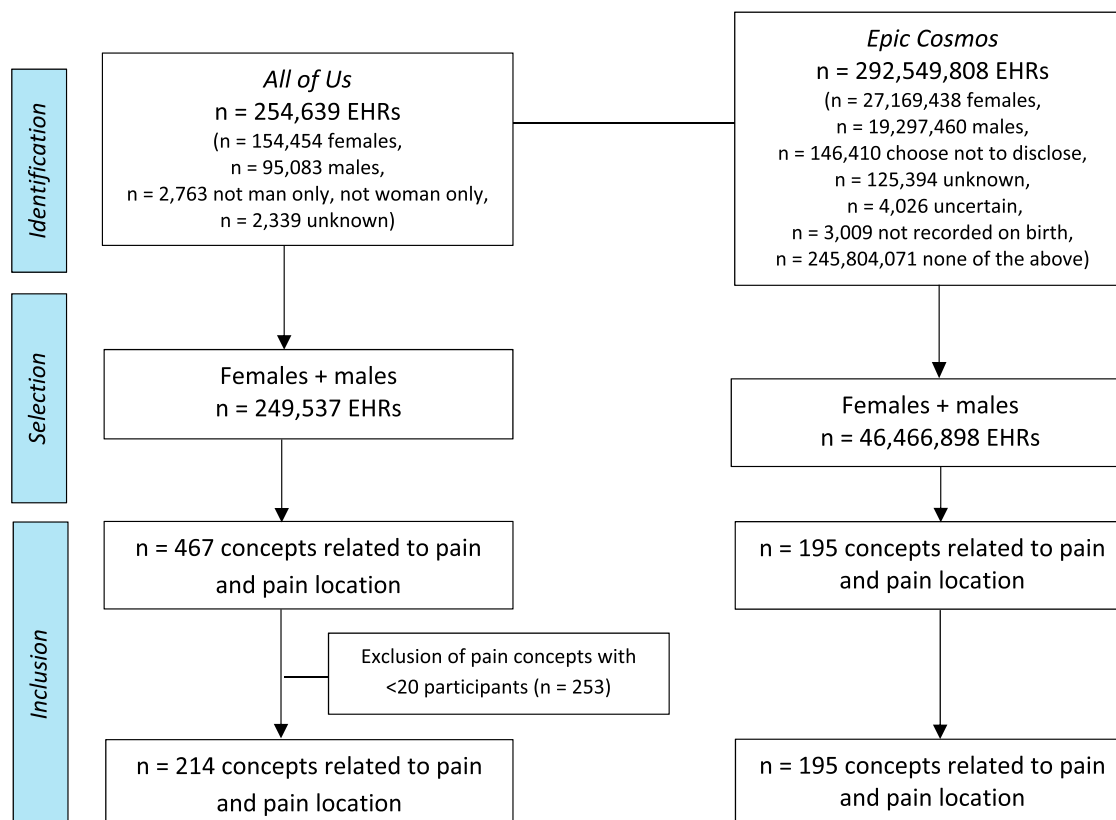 Identification
All of Us
n = 254,639 EHRs
(n = 154,454 females,
n = 95,083 males,
n = 2,763 not man only, not woman only,
n = 2,339 unknown)
Epic Cosmos
n = 292,549,808 EHRs
(n = 27,169,438 females,
n = 19,297,460 males,
n = 146,410 choose not to disclose,
n = 125,394 unknown,
n = 4,026 uncertain,
n = 3,009 not recorded on birth,
n = 245,804,071 none of the above)
Selection
Females + males
n = 249,537 EHRs
Females + males
n = 46,466,898 EHRs
Inclusion
n = 467 concepts related to pain
and pain location
n = 195 concepts related to pain
and pain location
Exclusion of pain concepts with
<20 participants (n = 253)
n = 214 concepts related to pain
and pain location
n = 195 concepts related to pain
and pain location